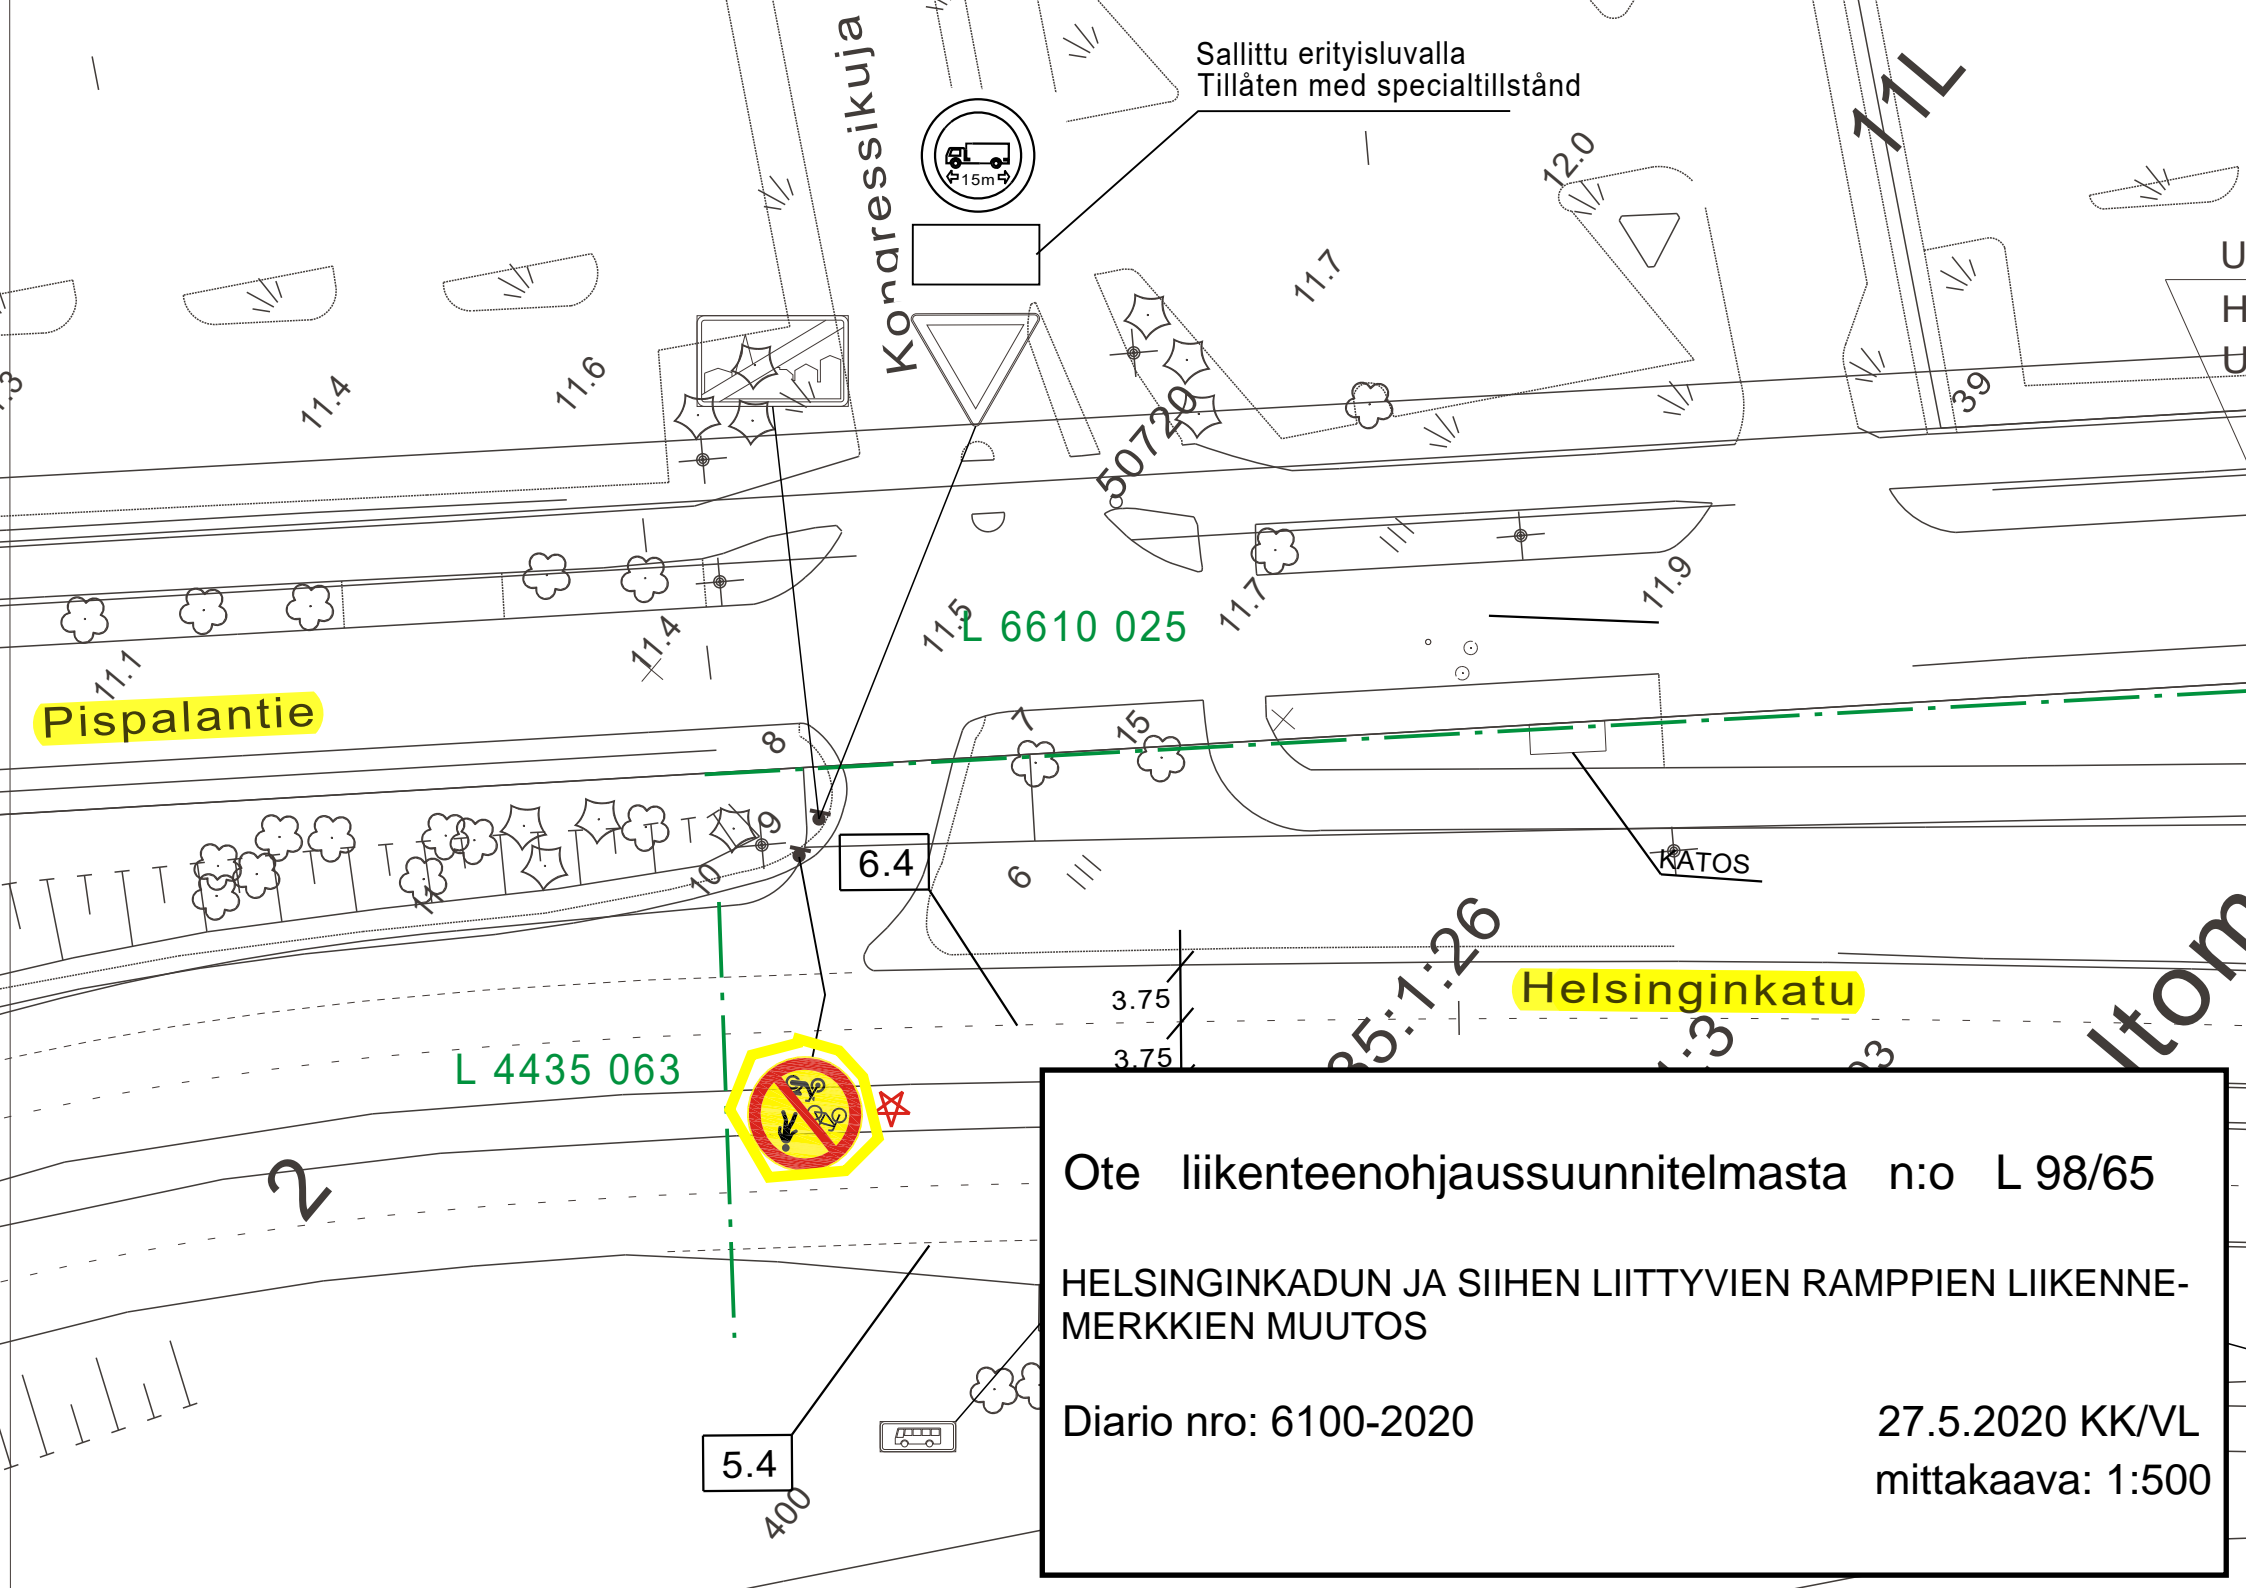 Kongressikuja
Sallittu erityisluvalla
Tillåten med specialtillstånd
15m
11L
12.0
11.7
U
H
U
11.4
11.6
39
50720
11.5
L 6610 025
11.7
11.9
11.4
11.1
Pispalantie
8
7
15
9
10
11
6.4
6
KATOS
3.75
3.75
Helsinginkatu
L 4435 063
2
5.4
400
Ote liikenteenohjaussuunnitelmasta n:o L 98/65
HELSINGINKADUN JA SIIHEN LIITTYVIEN RAMPPIEN LIIKENNE-
MERKKIEN MUUTOS
Diario nro: 6100-2020
27.5.2020 KK/VL
mittakaava: 1:500